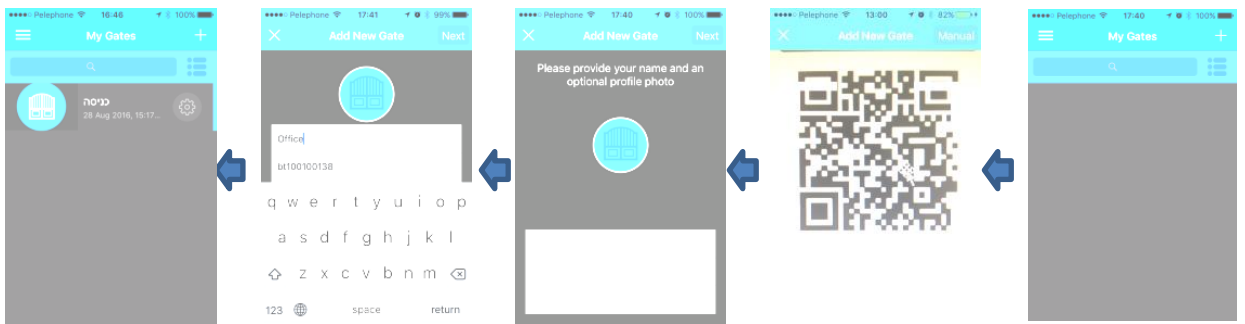 Pelephone 16:46 100%
My Gates
כניסה
28 Aug 2016, 15:17...
Pelephone 17:41 99%
Add New Gate Next
Office
bt100100138
q w e r t y u i o p
a s d f g h j k l
z x c v b n m
123 space return
Pelephone 17:40 100%
Add New Gate Next
Please provide your name and an
optional profile photo
Pelephone 13:00 82%
Add New Gate Manual
Pelephone 17:40 100%
My Gates